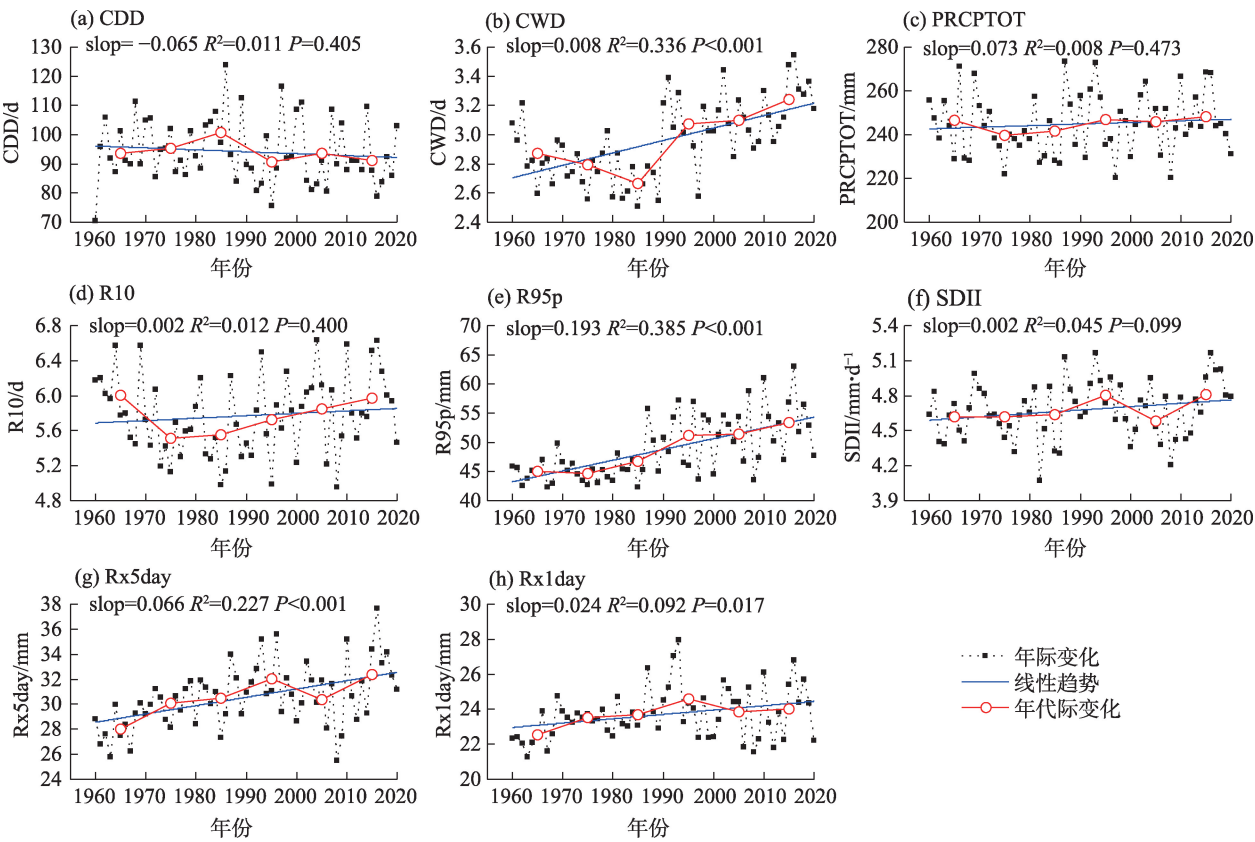 (a) CDD
slop= −0.065 R²=0.011 P=0.405
CDD/d
130
120
110
100
90
80
70
1960 1970 1980 1990 2000 2010 2020
年份
(b) CWD
slop=0.008 R²=0.336 P<0.001
CWD/d
3.6
3.4
3.2
3.0
2.8
2.6
2.4
1960 1970 1980 1990 2000 2010 2020
年份
(c) PRCPTOT
slop=0.073 R²=0.008 P=0.473
PRCPTOT/mm
280
260
240
220
200
1960 1970 1980 1990 2000 2010 2020
年份
(d) R10
slop=0.002 R²=0.012 P=0.400
R10/d
6.8
6.4
6.0
5.6
5.2
4.8
1960 1970 1980 1990 2000 2010 2020
年份
(e) R95p
slop=0.193 R²=0.385 P<0.001
R95p/mm
70
65
60
55
50
45
40
1960 1970 1980 1990 2000 2010 2020
年份
(f) SDII
slop=0.002 R²=0.045 P=0.099
SDII/mm·d⁻¹
5.4
5.1
4.8
4.5
4.2
3.9
1960 1970 1980 1990 2000 2010 2020
年份
(g) Rx5day
slop=0.066 R²=0.227 P<0.001
Rx5day/mm
38
36
34
32
30
28
26
24
1960 1970 1980 1990 2000 2010 2020
年份
(h) Rx1day
slop=0.024 R²=0.092 P=0.017
Rx1day/mm
30
28
26
24
22
20
1960 1970 1980 1990 2000 2010 2020
年份
年际变化
线性趋势
年代际变化